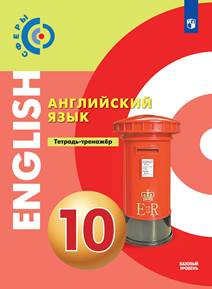 СФЕРЫ
ENGLISH
АНГЛИЙСКИЙ
ЯЗЫК
Тетрадь-тренажёр
E R
10
БАЗОВЫЙ
УРОВЕНЬ